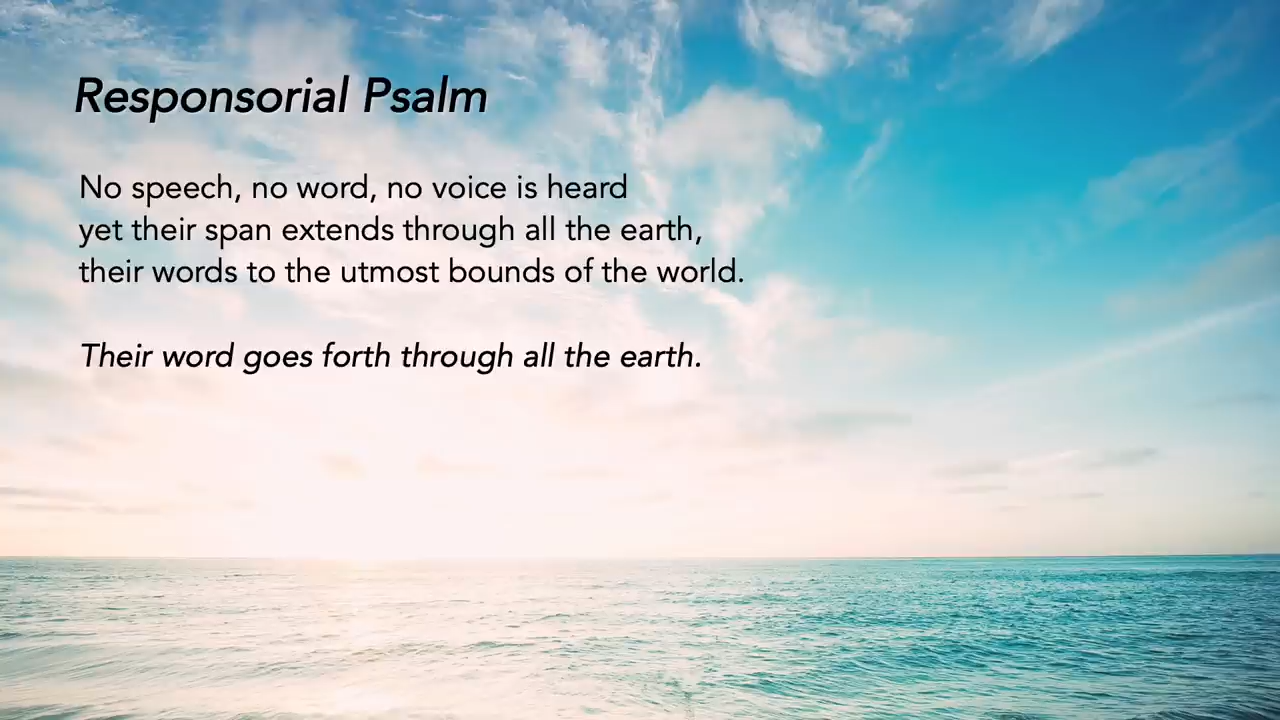 Responsorial Psalm
No speech, no word, no voice is heard
yet their span extends through all the earth,
their words to the utmost bounds of the world.
Their word goes forth through all the earth.